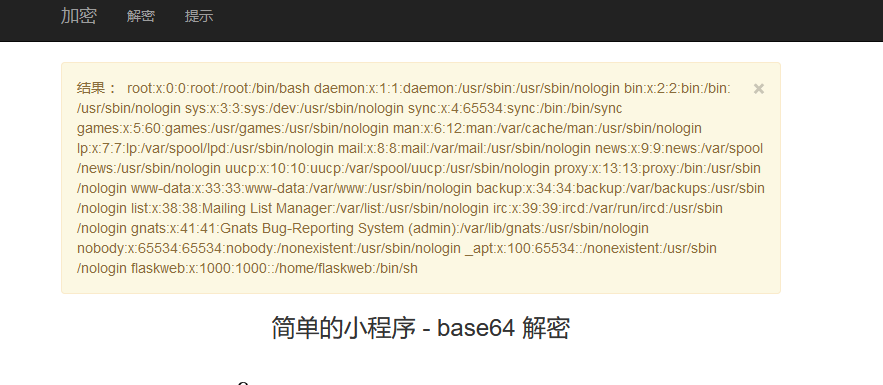 加密 解密 提示
结果 ： root:x:0:0:root:/root:/bin/bash daemon:x:1:1:daemon:/usr/sbin:/usr/sbin/nologin bin:x:2:2:bin:/bin:
/usr/sbin/nologin sys:x:3:3:sys:/dev:/usr/sbin/nologin sync:x:4:65534:sync:/bin:/bin/sync
games:x:5:60:games:/usr/games:/usr/sbin/nologin man:x:6:12:man:/var/cache/man:/usr/sbin/nologin
lp:x:7:7:lp:/var/spool/lpd:/usr/sbin/nologin mail:x:8:8:mail:/var/mail:/usr/sbin/nologin news:x:9:9:news:/var/spool
/news:/usr/sbin/nologin uucp:x:10:10:uucp:/var/spool/uucp:/usr/sbin/nologin proxy:x:13:13:proxy:/bin:/usr/sbin
/nologin www-data:x:33:33:www-data:/var/www:/usr/sbin/nologin backup:x:34:34:backup:/var/backups:/usr/sbin
/nologin list:x:38:38:Mailing List Manager:/var/list:/usr/sbin/nologin irc:x:39:39:ircd:/var/run/ircd:/usr/sbin
/nologin gnats:x:41:41:Gnats Bug-Reporting System (admin):/var/lib/gnats:/usr/sbin/nologin
nobody:x:65534:65534:nobody:/nonexistent:/usr/sbin/nologin _apt:x:100:65534::/nonexistent:/usr/sbin
/nologin flaskweb:x:1000:1000::/home/flaskweb:/bin/sh
简单的小程序 - base64 解密